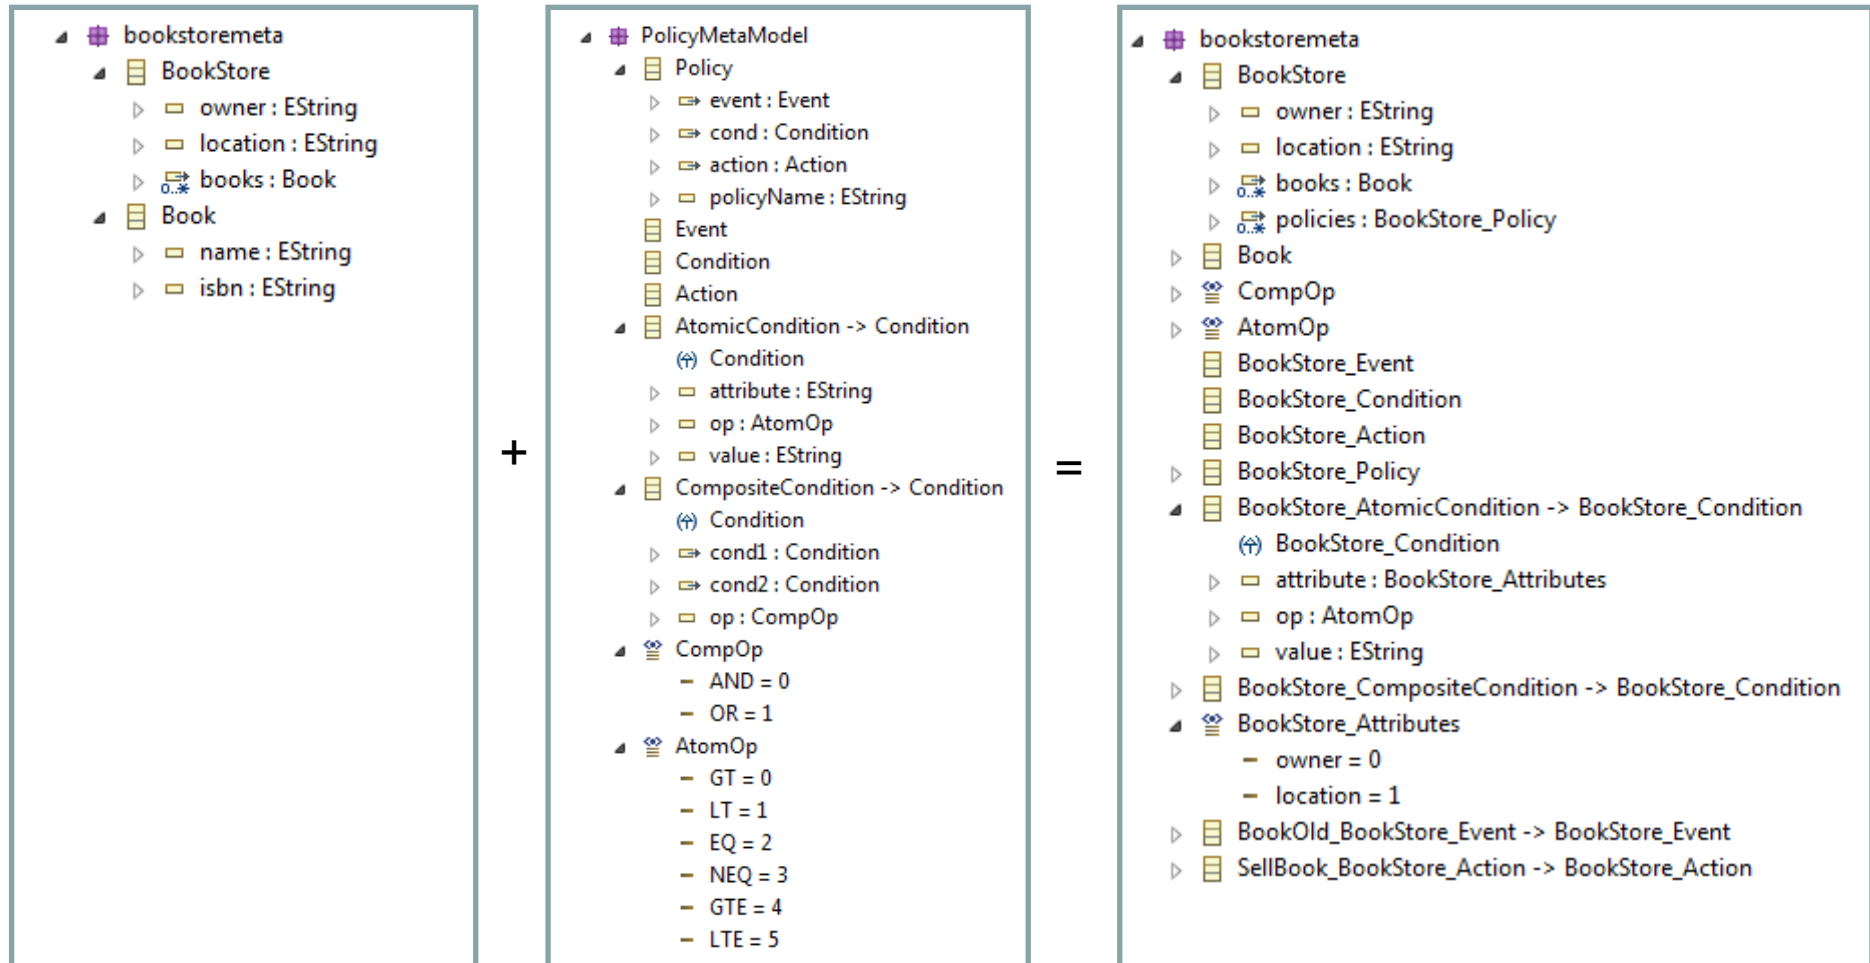 bookstoremeta
BookStore
owner : EString
location : EString
0..* books : Book
Book
name : EString
isbn : EString
+
PolicyMetaModel
Policy
event : Event
cond : Condition
action : Action
policyName : EString
Event
Condition
Action
AtomicCondition -> Condition
Condition
attribute : EString
op : AtomOp
value : EString
CompositeCondition -> Condition
Condition
cond1 : Condition
cond2 : Condition
op : CompOp
CompOp
AND = 0
OR = 1
AtomOp
GT = 0
LT = 1
EQ = 2
NEQ = 3
GTE = 4
LTE = 5
=
bookstoremeta
BookStore
owner : EString
location : EString
0..* books : Book
0..* policies : BookStore_Policy
Book
CompOp
AtomOp
BookStore_Event
BookStore_Condition
BookStore_Action
BookStore_Policy
BookStore_AtomicCondition -> BookStore_Condition
BookStore_Condition
attribute : BookStore_Attributes
op : AtomOp
value : EString
BookStore_CompositeCondition -> BookStore_Condition
BookStore_Attributes
owner = 0
location = 1
BookOld_BookStore_Event -> BookStore_Event
SellBook_BookStore_Action -> BookStore_Action